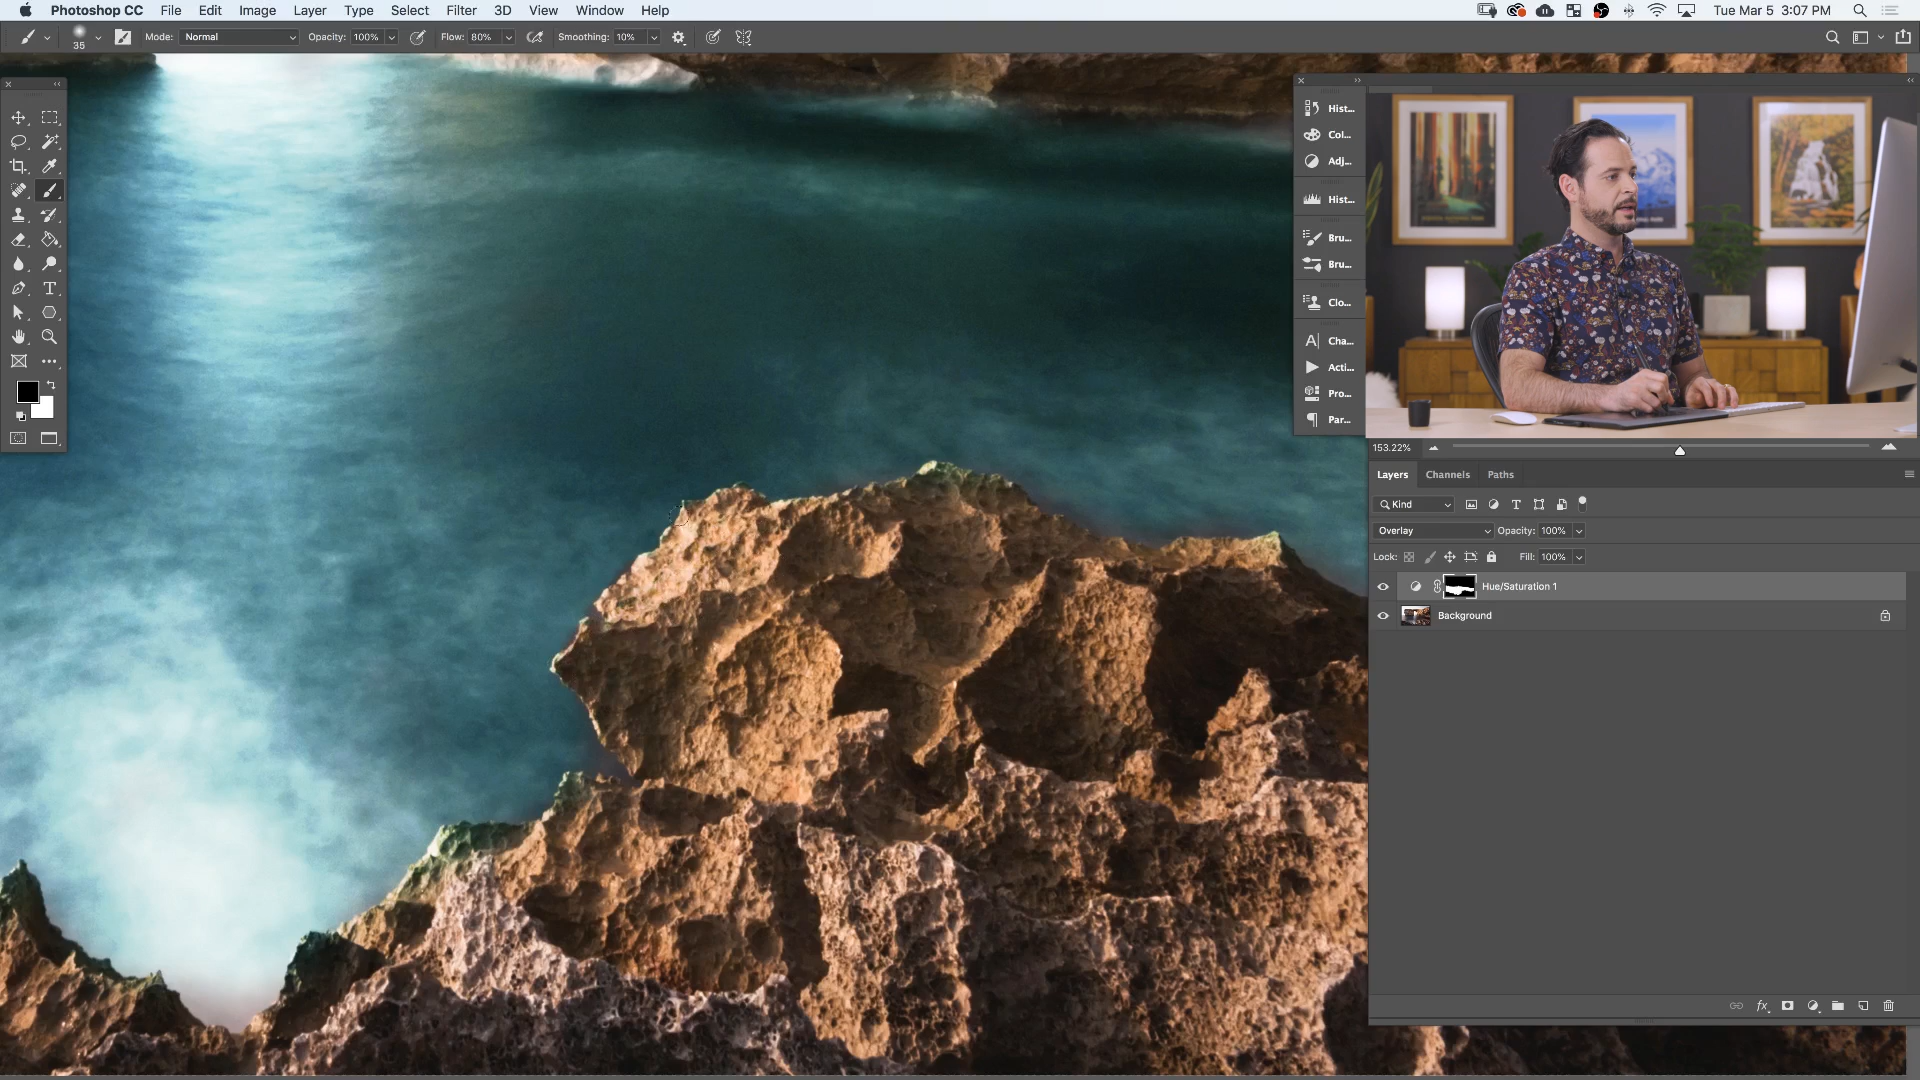 Photoshop CC File Edit Image Layer Type Select Filter 3D View Window Help Tue Mar 5 3:07 PM
35 Mode: Normal Opacity: 100% Flow: 80% Smoothing: 10%
Hist...
Col...
Adj...
Hist...
Bru...
Bru...
Clo...
Cha...
Acti...
Pro...
Par...
153.22%
Layers Channels Paths
Kind
Overlay Opacity: 100%
Lock: Fill: 100%
Hue/Saturation 1
Background